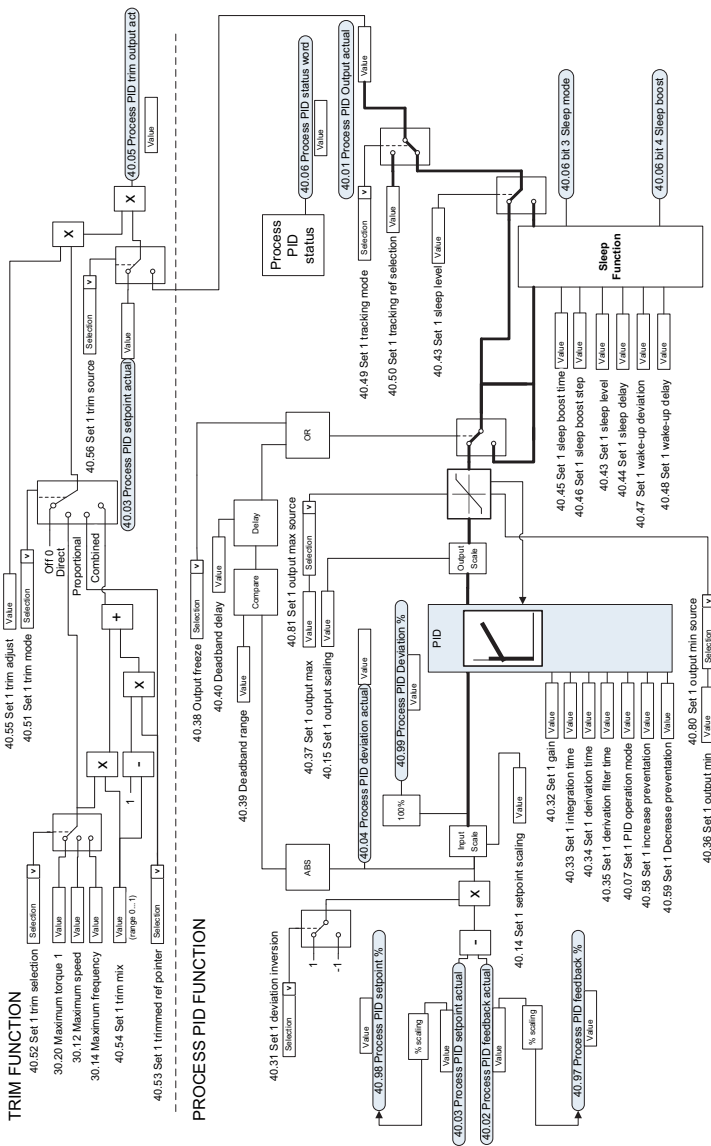 TRIM FUNCTION
40.55 Set 1 trim adjust Value
40.51 Set 1 trim mode Selection v
40.52 Set 1 trim selection Selection v
30.20 Maximum torque 1 Value
30.12 Maximum speed Value
30.14 Maximum frequency Value
40.54 Set 1 trim mix Value
(range 0...1)
40.53 Set 1 trimmed ref pointer Selection v
X
1
-
X
+
Off 0
Direct
Proportional
Combined
40.56 Set 1 trim source Selection v
40.03 Process PID setpoint actual Value
X
X
40.05 Process PID trim output act
Value
PROCESS PID FUNCTION
40.38 Output freeze Selection v
40.40 Deadband delay Value
40.39 Deadband range Value
Compare
Delay
OR
ABS
40.31 Set 1 deviation inversion
Selection v
1
-1
40.04 Process PID deviation actual Value
40.37 Set 1 output max Value
40.81 Set 1 output max source
Selection v
40.15 Set 1 output scaling Value
100%
40.99 Process PID Deviation %
Value
Value
40.98 Process PID setpoint %
% scaling
Value
40.03 Process PID setpoint actual
40.02 Process PID feedback actual
Value
% scaling
40.97 Process PID feedback %
Value
-
X
Input
Scale
40.14 Set 1 setpoint scaling Value
PID
Output
Scale
40.32 Set 1 gain Value
40.33 Set 1 integration time Value
40.34 Set 1 derivation time Value
40.35 Set 1 derivation filter time Value
40.07 Set 1 PID operation mode Value
40.58 Set 1 increase preventation Value
40.59 Set 1 Decrease preventation Value
40.80 Set 1 output min source
Selection v
40.36 Set 1 output min Value
Process
PID
status
40.06 Process PID status word
Value
40.01 Process PID Output actual
Value
40.49 Set 1 tracking mode Selection v
40.50 Set 1 tracking ref selection Value
40.43 Set 1 sleep level Value
Sleep
Function
40.45 Set 1 sleep boost time Value
40.46 Set 1 sleep boost step Value
40.43 Set 1 sleep level Value
40.44 Set 1 sleep delay Value
40.47 Set 1 wake-up deviation Value
40.48 Set 1 wake-up delay Value
40.06 bit 3 Sleep mode
40.06 bit 4 Sleep boost